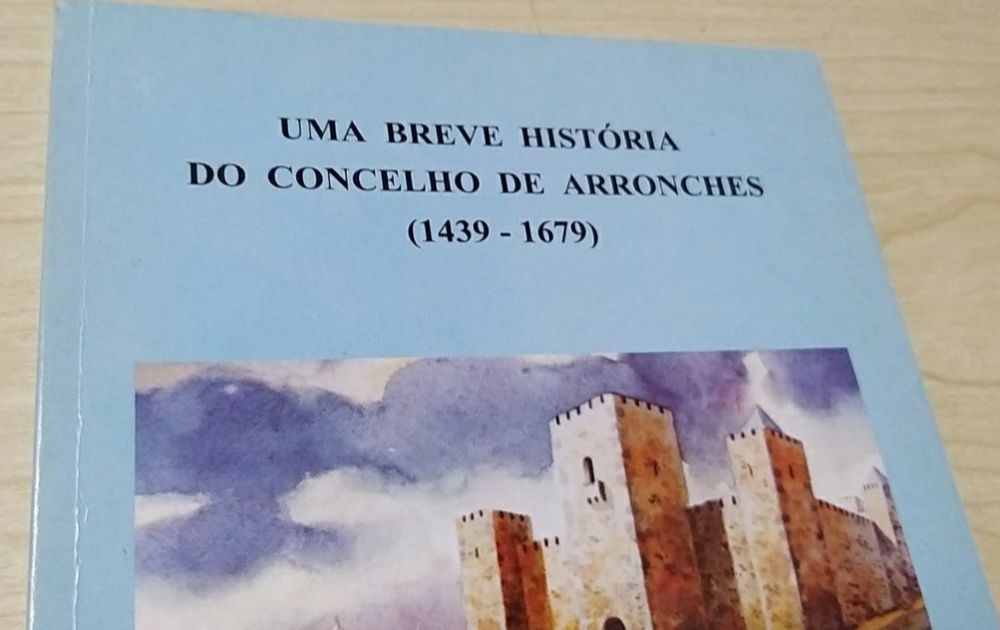 UMA BREVE HISTÓRIA
DO CONCELHO DE ARRONCHES
(1439 - 1679)